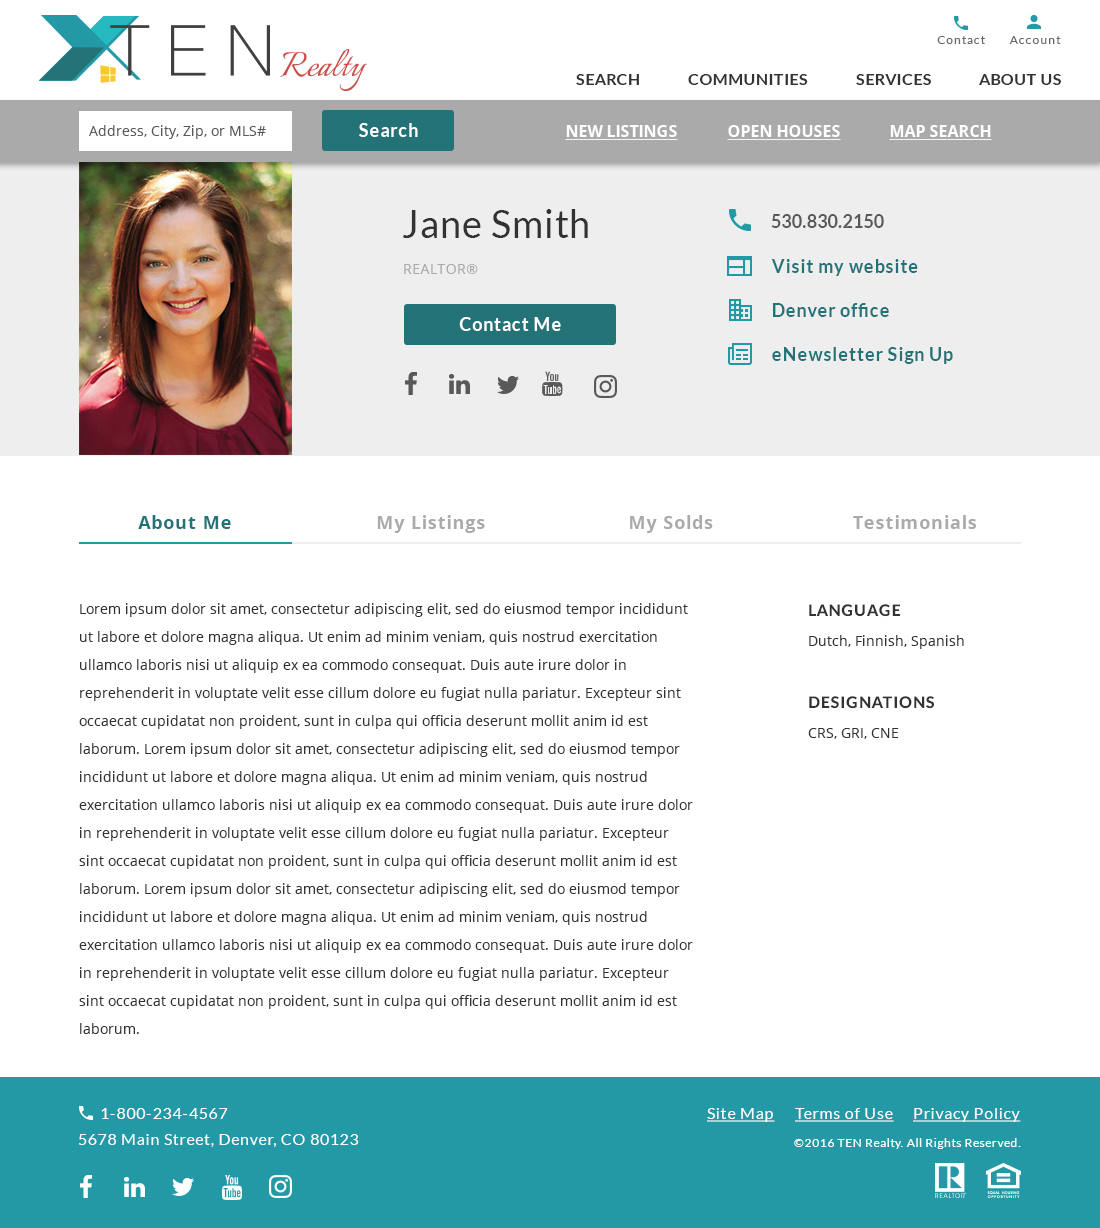 TEN Realty
Contact Account
SEARCH COMMUNITIES SERVICES ABOUT US
Address, City, Zip, or MLS# Search NEW LISTINGS OPEN HOUSES MAP SEARCH
Jane Smith
REALTOR®
Contact Me
You
Tube
530.830.2150
Visit my website
Denver office
eNewsletter Sign Up
About Me My Listings My Solds Testimonials
Lorem ipsum dolor sit amet, consectetur adipiscing elit, sed do eiusmod tempor incididunt
ut labore et dolore magna aliqua. Ut enim ad minim veniam, quis nostrud exercitation
ullamco laboris nisi ut aliquip ex ea commodo consequat. Duis aute irure dolor in
reprehenderit in voluptate velit esse cillum dolore eu fugiat nulla pariatur. Excepteur sint
occaecat cupidatat non proident, sunt in culpa qui officia deserunt mollit anim id est
laborum. Lorem ipsum dolor sit amet, consectetur adipiscing elit, sed do eiusmod tempor
incididunt ut labore et dolore magna aliqua. Ut enim ad minim veniam, quis nostrud
exercitation ullamco laboris nisi ut aliquip ex ea commodo consequat. Duis aute irure dolor
in reprehenderit in voluptate velit esse cillum dolore eu fugiat nulla pariatur. Excepteur
sint occaecat cupidatat non proident, sunt in culpa qui officia deserunt mollit anim id est
laborum. Lorem ipsum dolor sit amet, consectetur adipiscing elit, sed do eiusmod tempor
incididunt ut labore et dolore magna aliqua. Ut enim ad minim veniam, quis nostrud
exercitation ullamco laboris nisi ut aliquip ex ea commodo consequat. Duis aute irure dolor
in reprehenderit in voluptate velit esse cillum dolore eu fugiat nulla pariatur. Excepteur
sint occaecat cupidatat non proident, sunt in culpa qui officia deserunt mollit anim id est
laborum.
LANGUAGE
Dutch, Finnish, Spanish
DESIGNATIONS
CRS, GRI, CNE
1-800-234-4567
5678 Main Street, Denver, CO 80123
You
Tube
Site Map Terms of Use Privacy Policy
©2016 TEN Realty. All Rights Reserved.
R
REALTOR®
EQUAL HOUSING
OPPORTUNITY